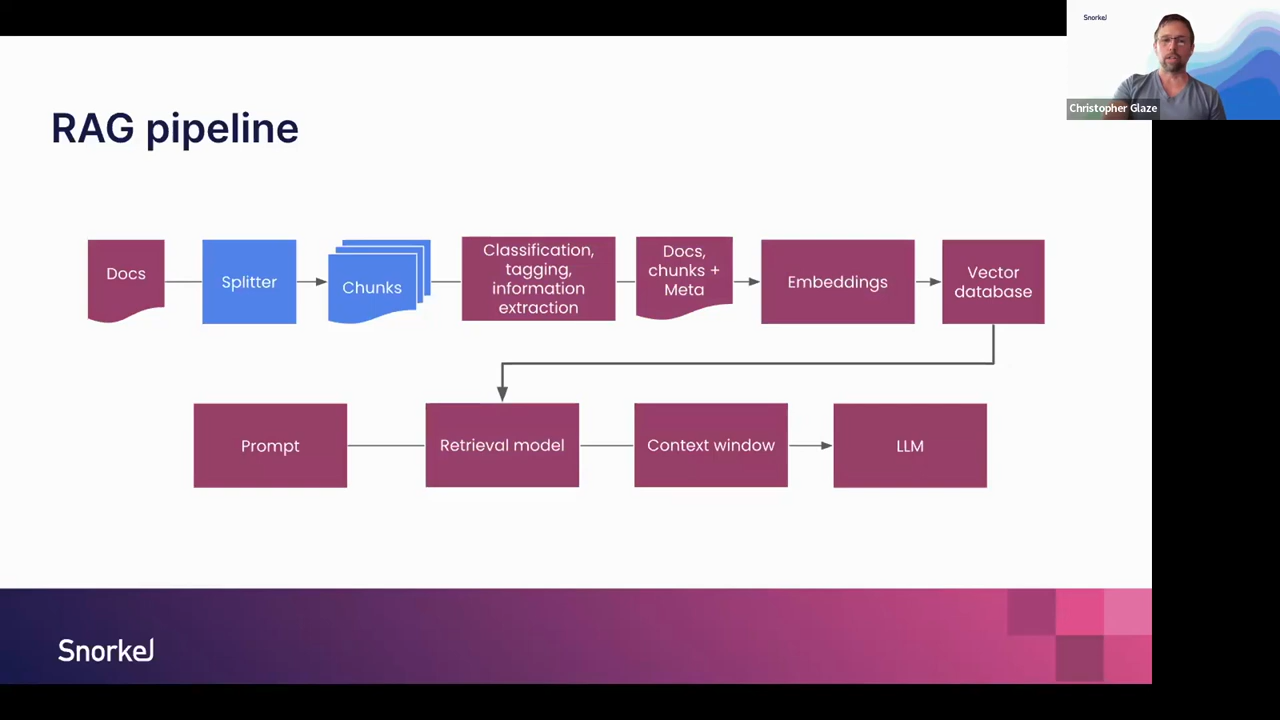 Snorkel
Christopher Glaze
RAG pipeline
Docs
Splitter
Chunks
Classification,
tagging,
information
extraction
Docs,
chunks +
Meta
Embeddings
Vector
database
Prompt
Retrieval model
Context window
LLM
Snorkel